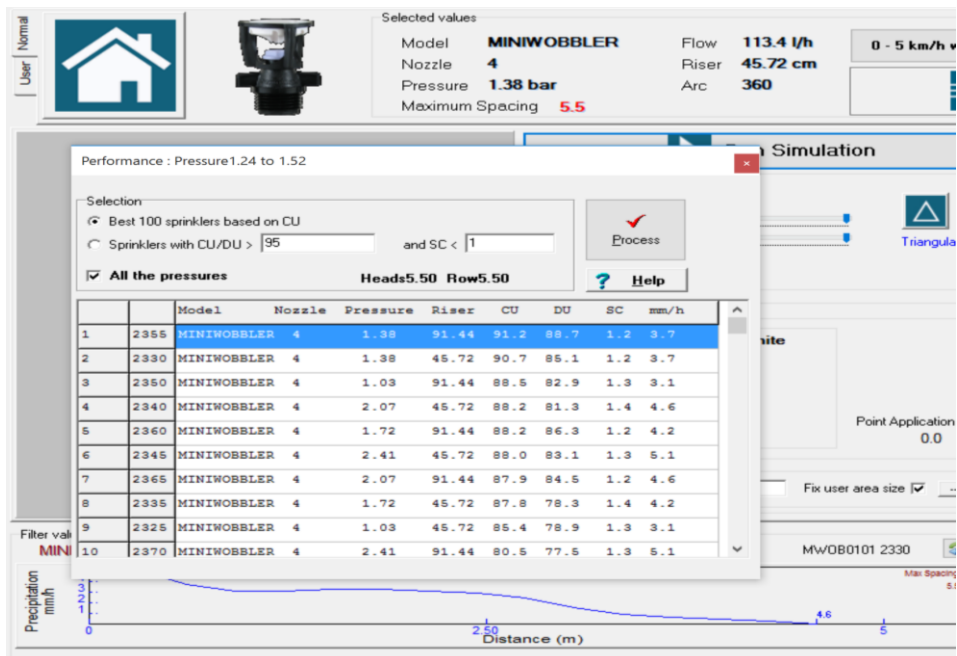 Normal
User
Selected values
Model MINIWOBBLER Flow 113.4 l/h
Nozzle 4 Riser 45.72 cm
Pressure 1.38 bar Arc 360
Maximum Spacing 5.5
0 - 5 km/h
Simulation
Triangula
Performance : Pressure1.24 to 1.52
Selection
Best 100 sprinklers based on CU
Sprinklers with CU/DU > 95 and SC < 1
All the pressures Heads5.50 Row5.50
Process
Help
Model Nozzle Pressure Riser CU DU SC mm/h
1 2355 MINIWOBBLER 4 1.38 91.44 91.2 88.7 1.2 3.7
2 2330 MINIWOBBLER 4 1.38 45.72 90.7 85.1 1.2 3.7
3 2350 MINIWOBBLER 4 1.03 91.44 88.5 82.9 1.3 3.1
4 2340 MINIWOBBLER 4 2.07 45.72 88.2 81.3 1.4 4.6
5 2360 MINIWOBBLER 4 1.72 91.44 88.2 86.3 1.2 4.2
6 2345 MINIWOBBLER 4 2.41 45.72 88.0 83.1 1.3 5.1
7 2365 MINIWOBBLER 4 2.07 91.44 87.9 84.5 1.2 4.6
8 2335 MINIWOBBLER 4 1.72 45.72 87.8 78.3 1.4 4.2
9 2325 MINIWOBBLER 4 1.03 45.72 85.4 78.9 1.3 3.1
10 2370 MINIWOBBLER 4 2.41 91.44 80.5 77.5 1.3 5.1
Point Application
0.0
Fix user area size
Filter val
MINI
MWOB0101 2330
Max Spacing
Precipitation
mm/h
3
2
1
4.6
0 2.50 5
Distance (m)